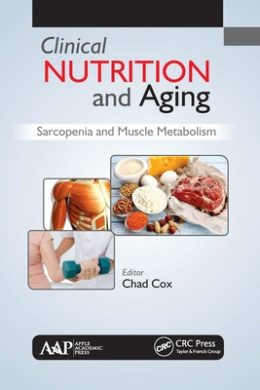 Clinical
NUTRITION
and Aging
Sarcopenia and Muscle Metabolism
Editor
Chad Cox
AAP
APPLE
ACADEMIC
PRESS
CRC Press
Taylor & Francis Group